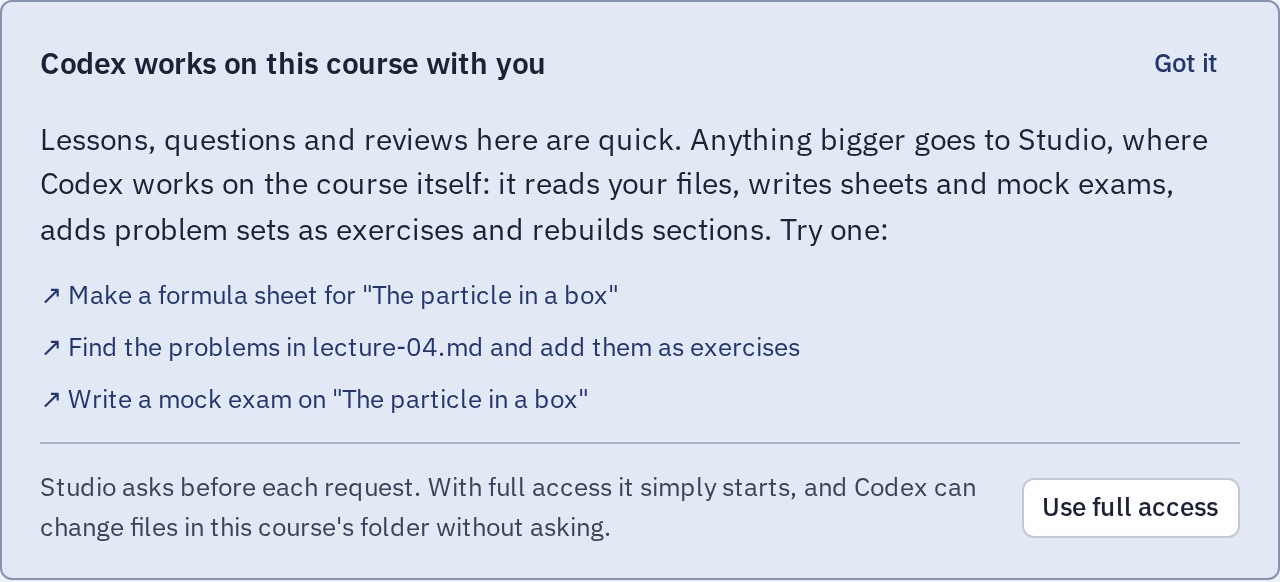 Codex works on this course with you
Got it
Lessons, questions and reviews here are quick. Anything bigger goes to Studio, where
Codex works on the course itself: it reads your files, writes sheets and mock exams,
adds problem sets as exercises and rebuilds sections. Try one:
↗ Make a formula sheet for "The particle in a box"
↗ Find the problems in lecture-04.md and add them as exercises
↗ Write a mock exam on "The particle in a box"
Studio asks before each request. With full access it simply starts, and Codex can
change files in this course's folder without asking.
Use full access